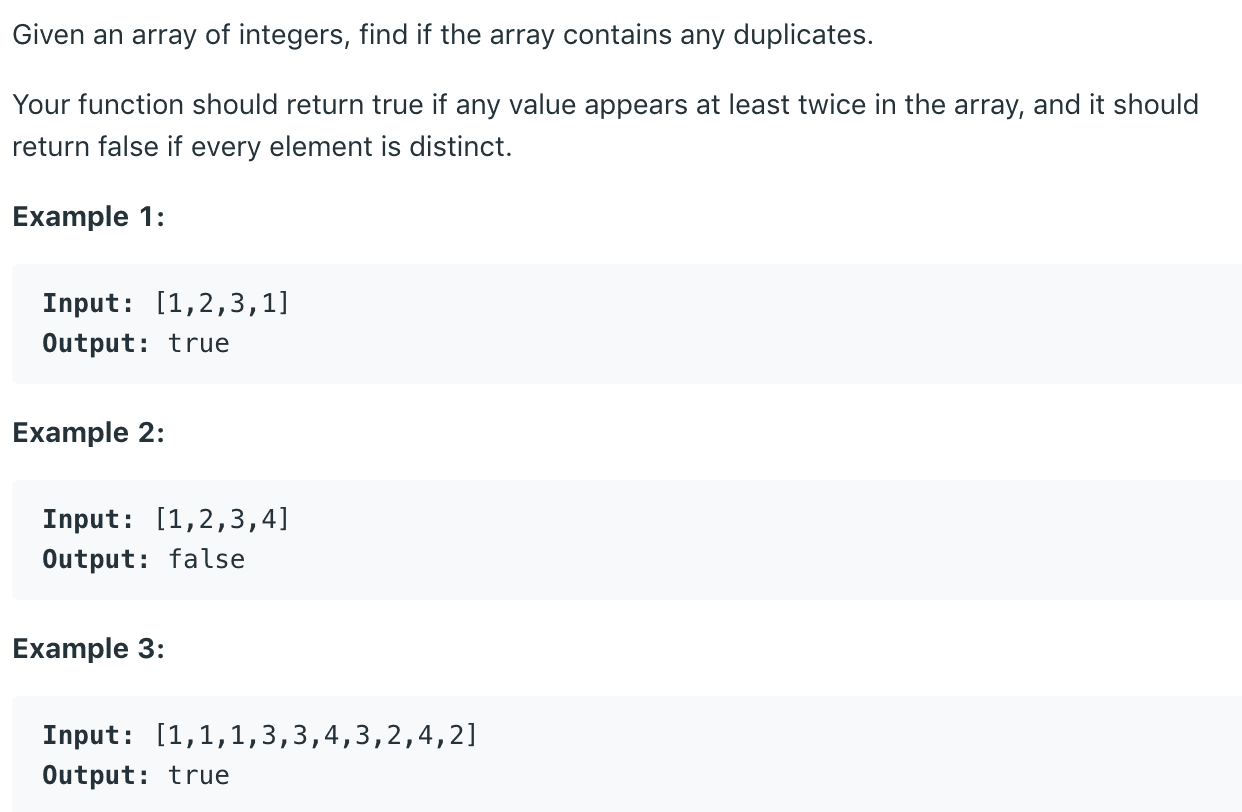 Given an array of integers, find if the array contains any duplicates.
Your function should return true if any value appears at least twice in the array, and it should
return false if every element is distinct.
Example 1:
Input: [1,2,3,1]
Output: true
Example 2:
Input: [1,2,3,4]
Output: false
Example 3:
Input: [1,1,1,3,3,4,3,2,4,2]
Output: true